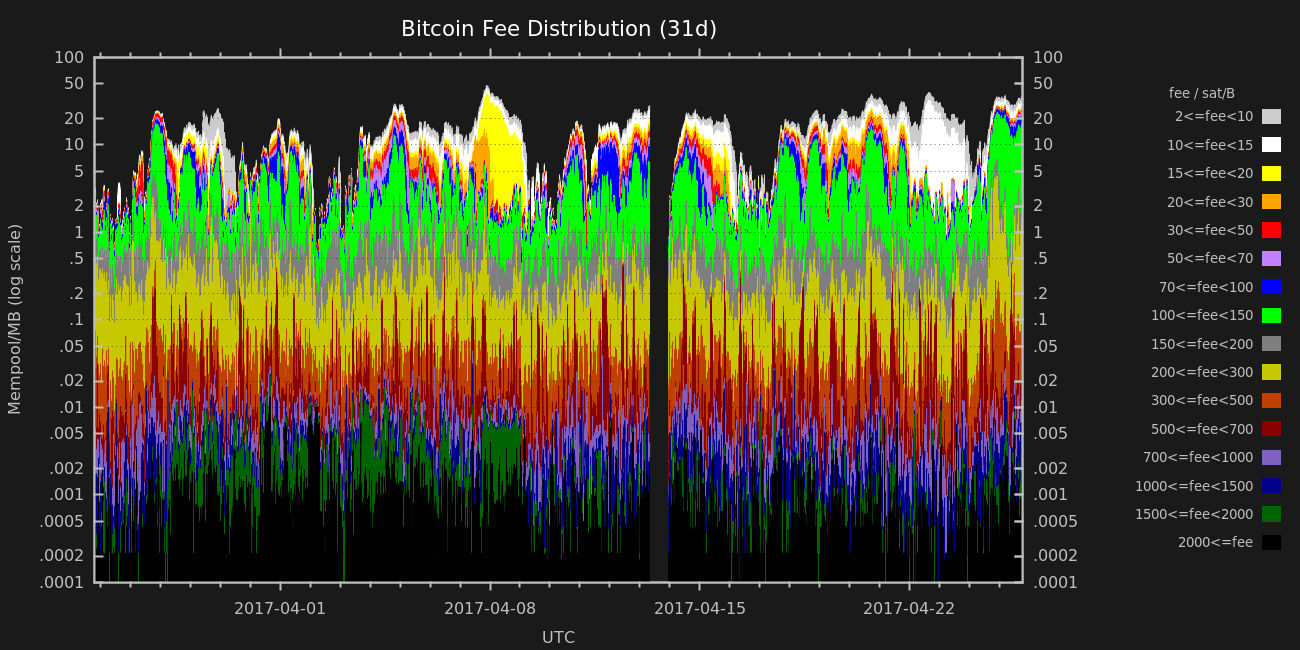 Bitcoin Fee Distribution (31d)
100 100
50 50
20 20
10 10
5 5
2 2
1 1
.5 .5
.2 .2
.1 .1
.05 .05
.02 .02
.01 .01
.005 .005
.002 .002
.001 .001
.0005 .0005
.0002 .0002
.0001 .0001
Mempool/MB (log scale)
2017-04-01 2017-04-08 2017-04-15 2017-04-22
UTC
fee / sat/B
2<=fee<10
10<=fee<15
15<=fee<20
20<=fee<30
30<=fee<50
50<=fee<70
70<=fee<100
100<=fee<150
150<=fee<200
200<=fee<300
300<=fee<500
500<=fee<700
700<=fee<1000
1000<=fee<1500
1500<=fee<2000
2000<=fee